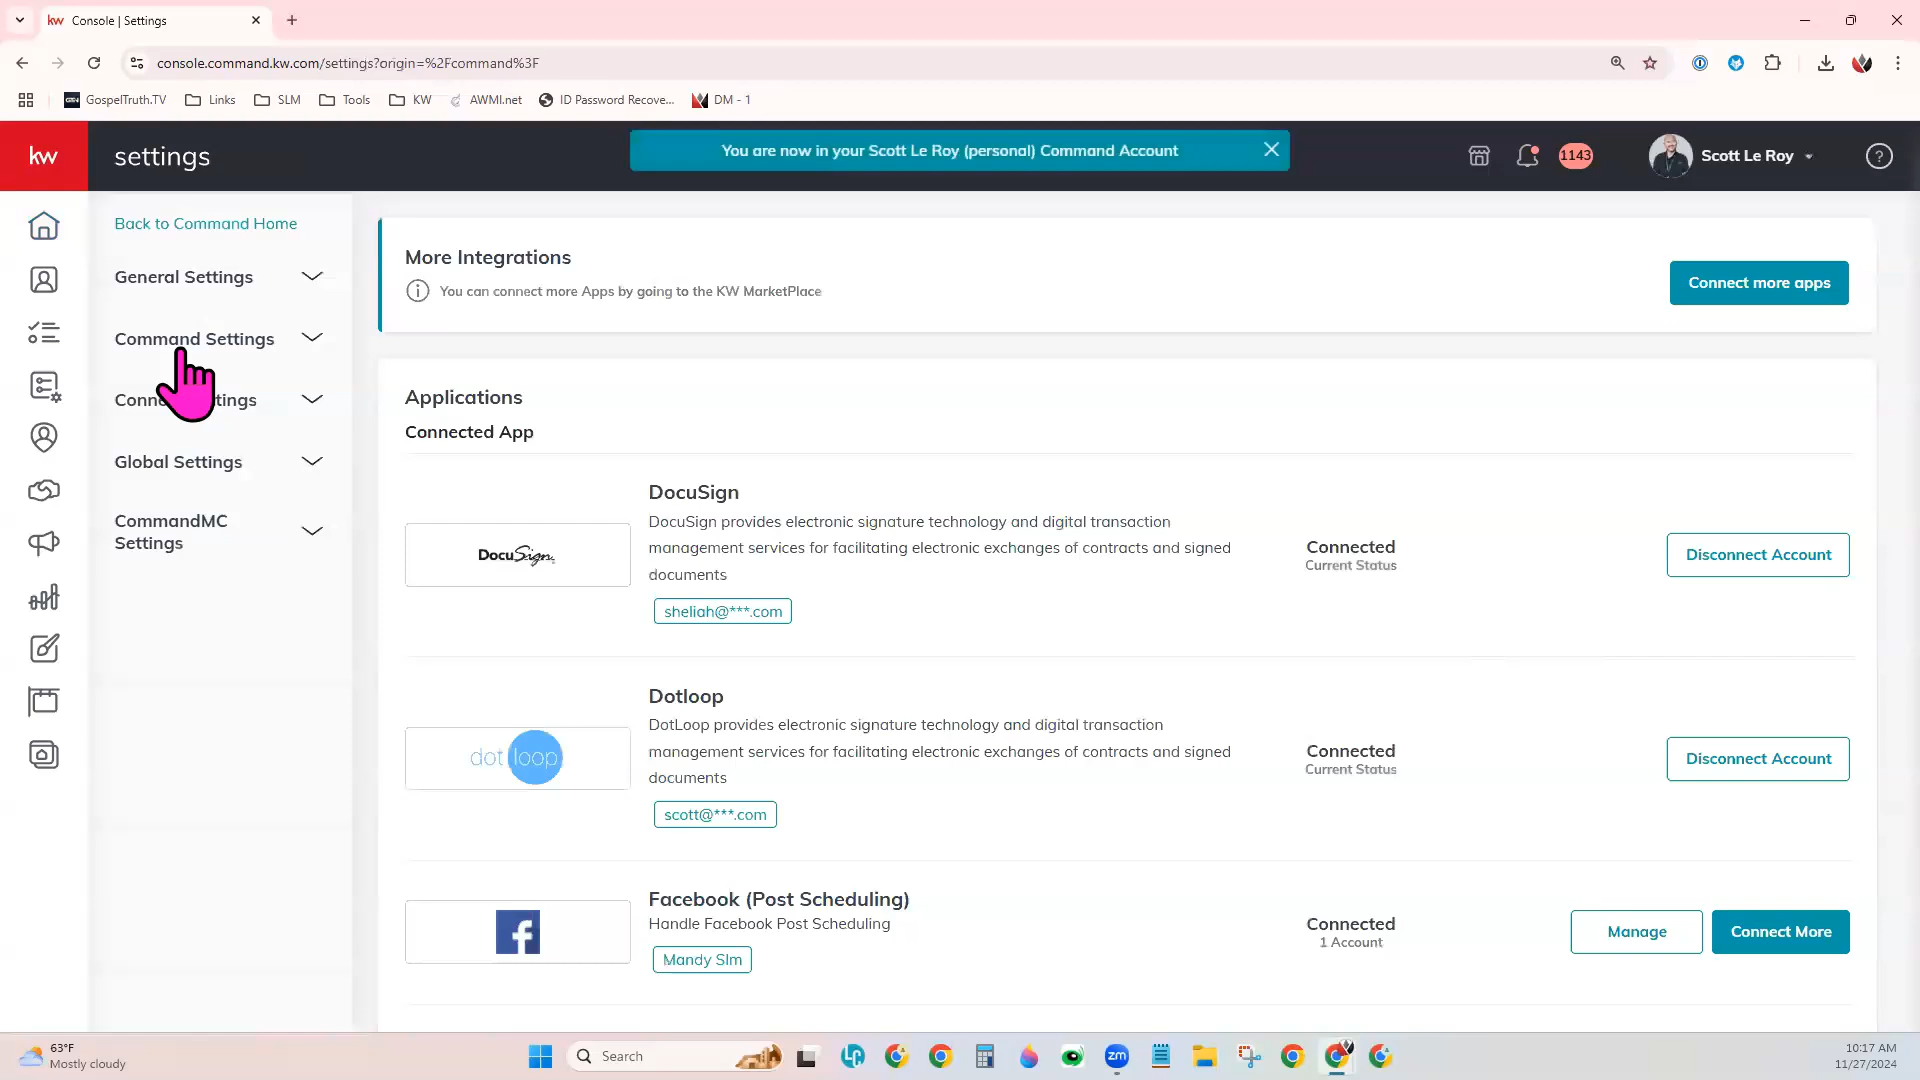 Console | Settings
console.command.kw.com/settings?origin=%2Fcommand%3F
GospelTruth.TV
Links
SLM
Tools
KW
AWMI.net
ID Password Recove...
DM - 1
kw
settings
You are now in your Scott Le Roy (personal) Command Account
1143
Scott Le Roy
Back to Command Home
General Settings
Command Settings
Global Settings
CommandMC
Settings
More Integrations
You can connect more Apps by going to the KW MarketPlace
Connect more apps
Applications
Connected App
DocuSign
DocuSign
DocuSign provides electronic signature technology and digital transaction
management services for facilitating electronic exchanges of contracts and signed
documents
sheliah@***.com
Connected
Current Status
Disconnect Account
dot loop
Dotloop
DotLoop provides electronic signature technology and digital transaction
management services for facilitating electronic exchanges of contracts and signed
documents
scott@***.com
Connected
Current Status
Disconnect Account
Facebook (Post Scheduling)
Handle Facebook Post Scheduling
Mandy Slm
Connected
1 Account
Manage
Connect More
63°F
Mostly cloudy
Search
zm
10:17 AM
11/27/2024